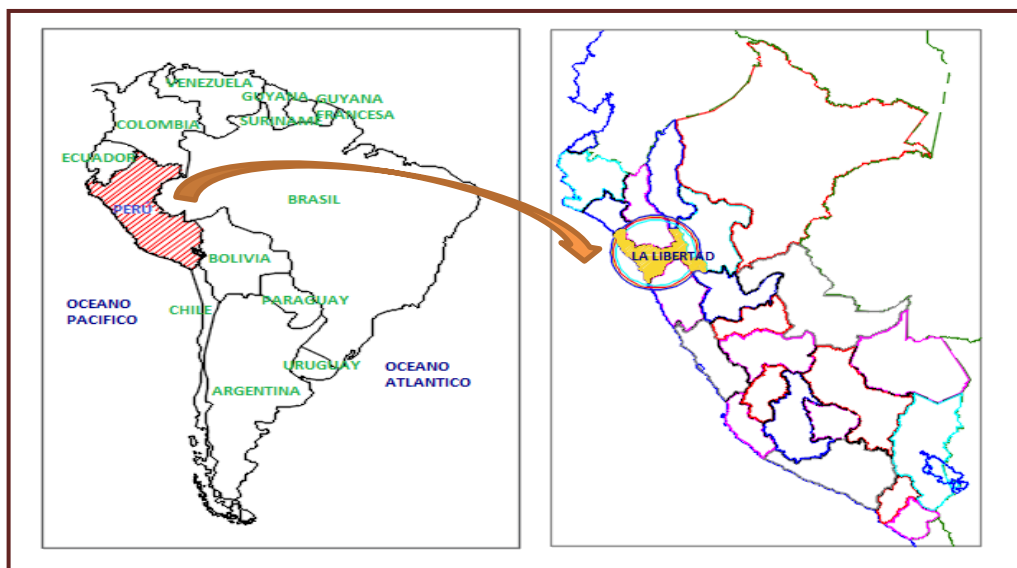 VENEZUELA
GUYANA
GUYANA
FRANCESA
SURINAME
COLOMBIA
ECUADOR
PERU
BRASIL
BOLIVIA
PARAGUAY
OCEANO
PACIFICO
CHILE
URUGUAY
OCEANO
ATLANTICO
ARGENTINA
LA LIBERTAD